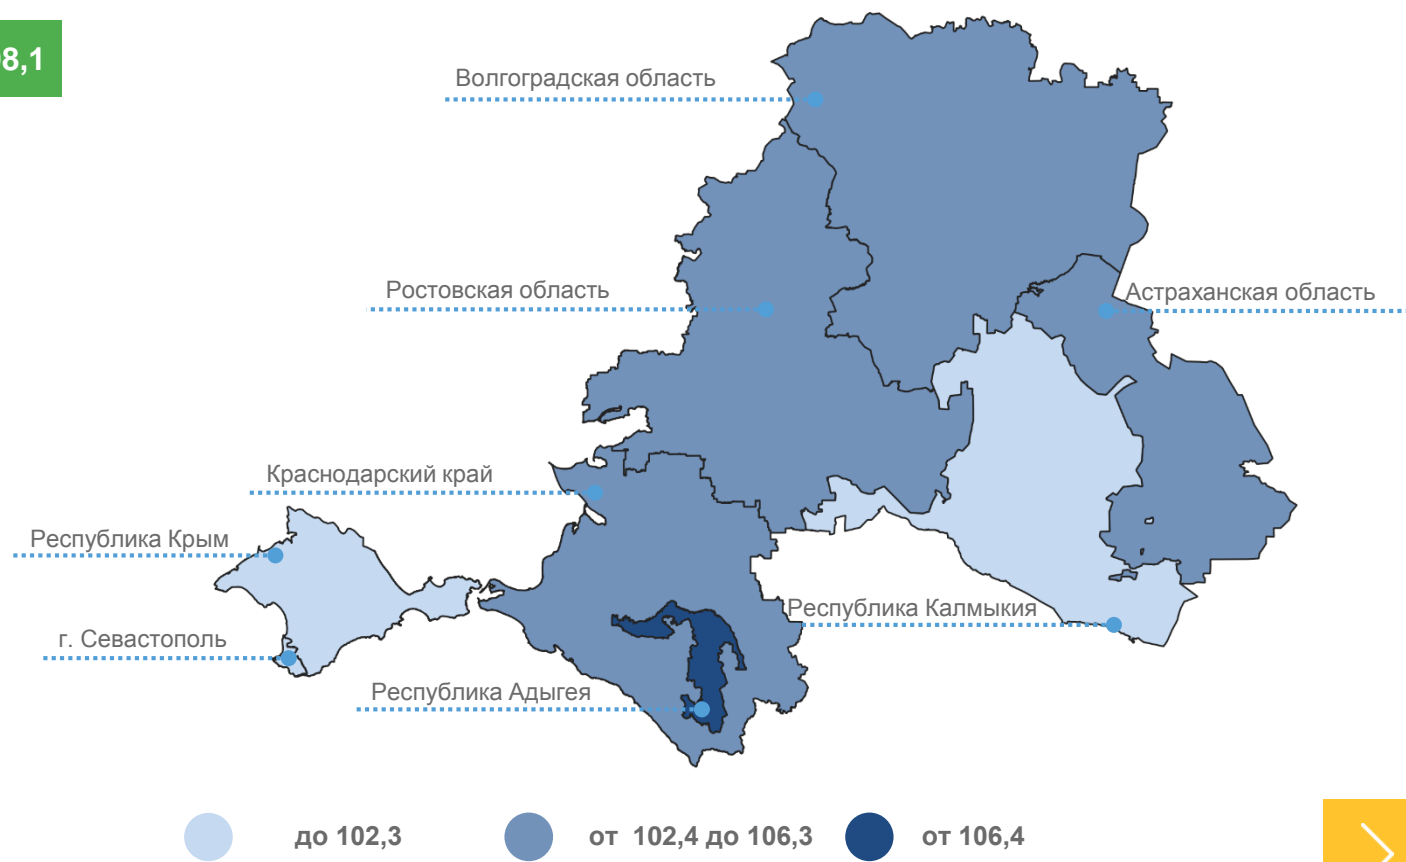 8,1
Волгоградская область
Ростовская область
Астраханская область
Краснодарский край
Республика Крым
Республика Калмыкия
г. Севастополь
Республика Адыгея
до 102,3
от 102,4 до 106,3
от 106,4